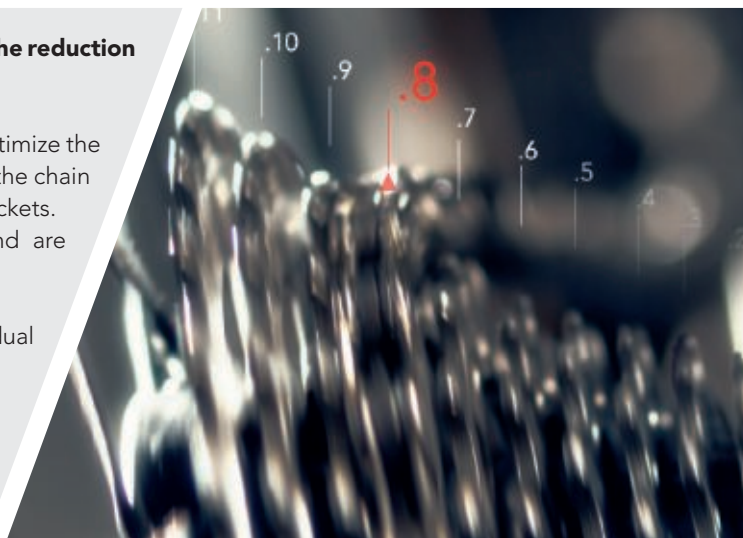 he reduction
timize the
the chain
ckets.
nd are
dual
.10
.9
.8
.7
.6
.5
.4